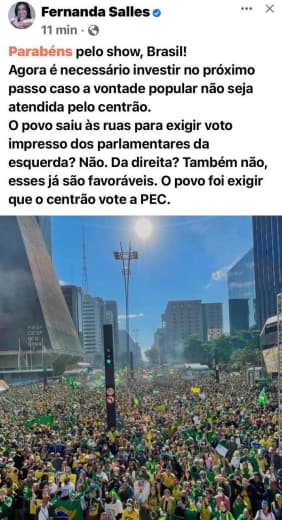 Fernanda Salles
11 min
Parabéns pelo show, Brasil!
Agora é necessário investir no próximo
passo caso a vontade popular não seja
atendida pelo centrão.
O povo saiu às ruas para exigir voto
impresso dos parlamentares da
esquerda? Não. Da direita? Também não,
esses já são favoráveis. O povo foi exigir
que o centrão vote a PEC.